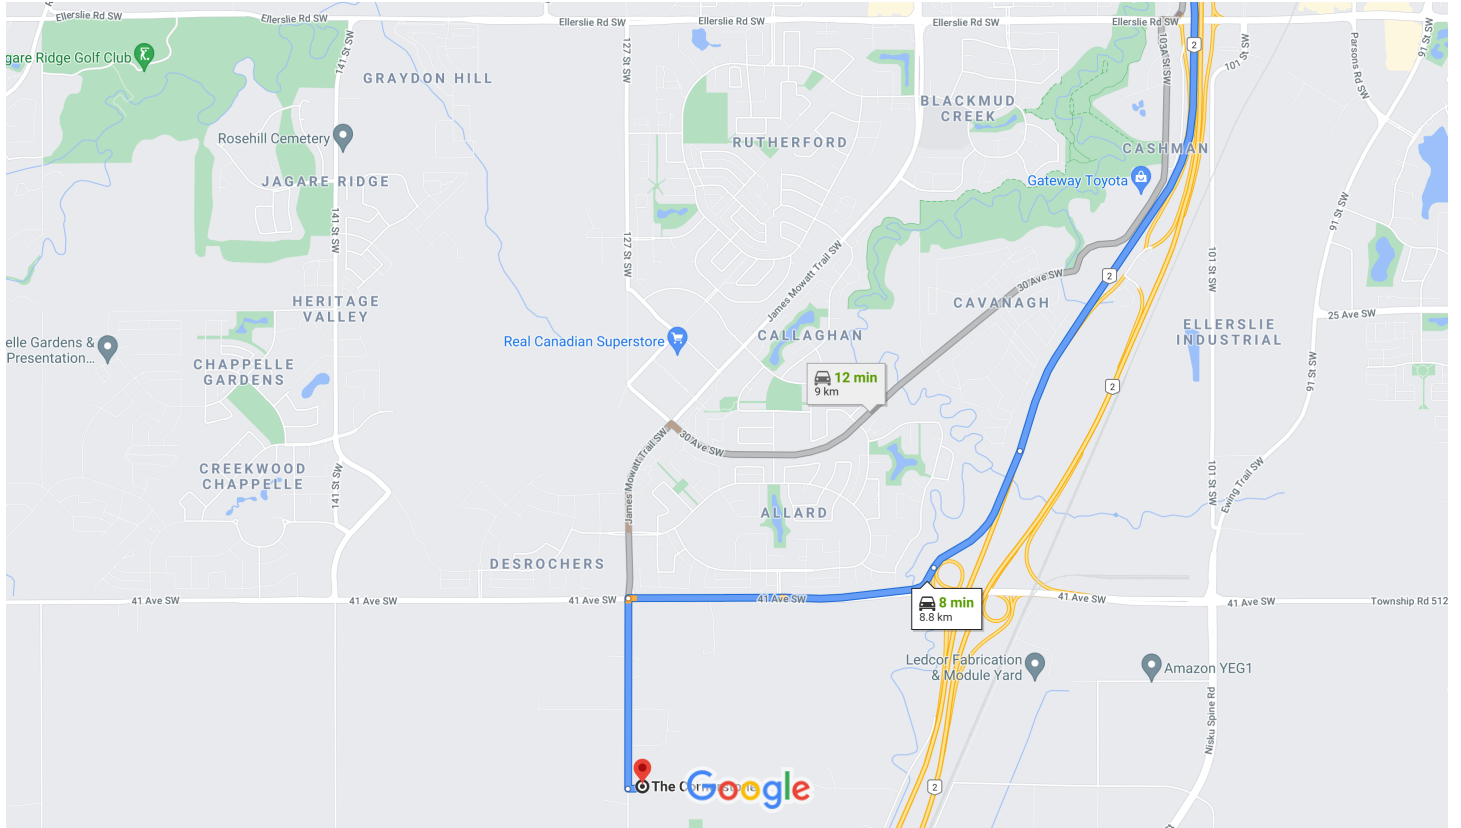 Ellerslie Rd SW
Ellerslie Rd SW
Ellerslie Rd SW
Ellerslie Rd SW
Ellerslie Rd SW
Ellerslie Rd SW
gare Ridge Golf Club
141 St SW
127 St SW
103A St SW
2
101 St SW
Parsons Rd SW
91 St SW
GRAYDON HILL
BLACKMUD
CREEK
Rosehill Cemetery
RUTHERFORD
CASHMAN
JAGARE RIDGE
Gateway Toyota
141 St SW
127 St SW
James Mowatt Trail SW
91 St SW
101 St SW
30 Ave SW
2
HERITAGE
VALLEY
CAVANAGH
25 Ave SW
ELLERSLIE
INDUSTRIAL
Real Canadian Superstore
CALLAGHAN
elle Gardens &
Presentation...
CHAPPELLE
GARDENS
12 min
9 km
2
91 St SW
30 Ave SW
James Mowatt Trail SW
CREEKWOOD
CHAPPELLE
141 St SW
101 St SW
Ewing Trail SW
ALLARD
DESROCHERS
41 Ave SW
41 Ave SW
41 Ave SW
41 Ave SW
8 min
8.8 km
41 Ave SW
41 Ave SW
Township Rd 512
Ledcor Fabrication
& Module Yard
Amazon YEG1
Nisku Spine Rd
The Cornerstone
Google
2